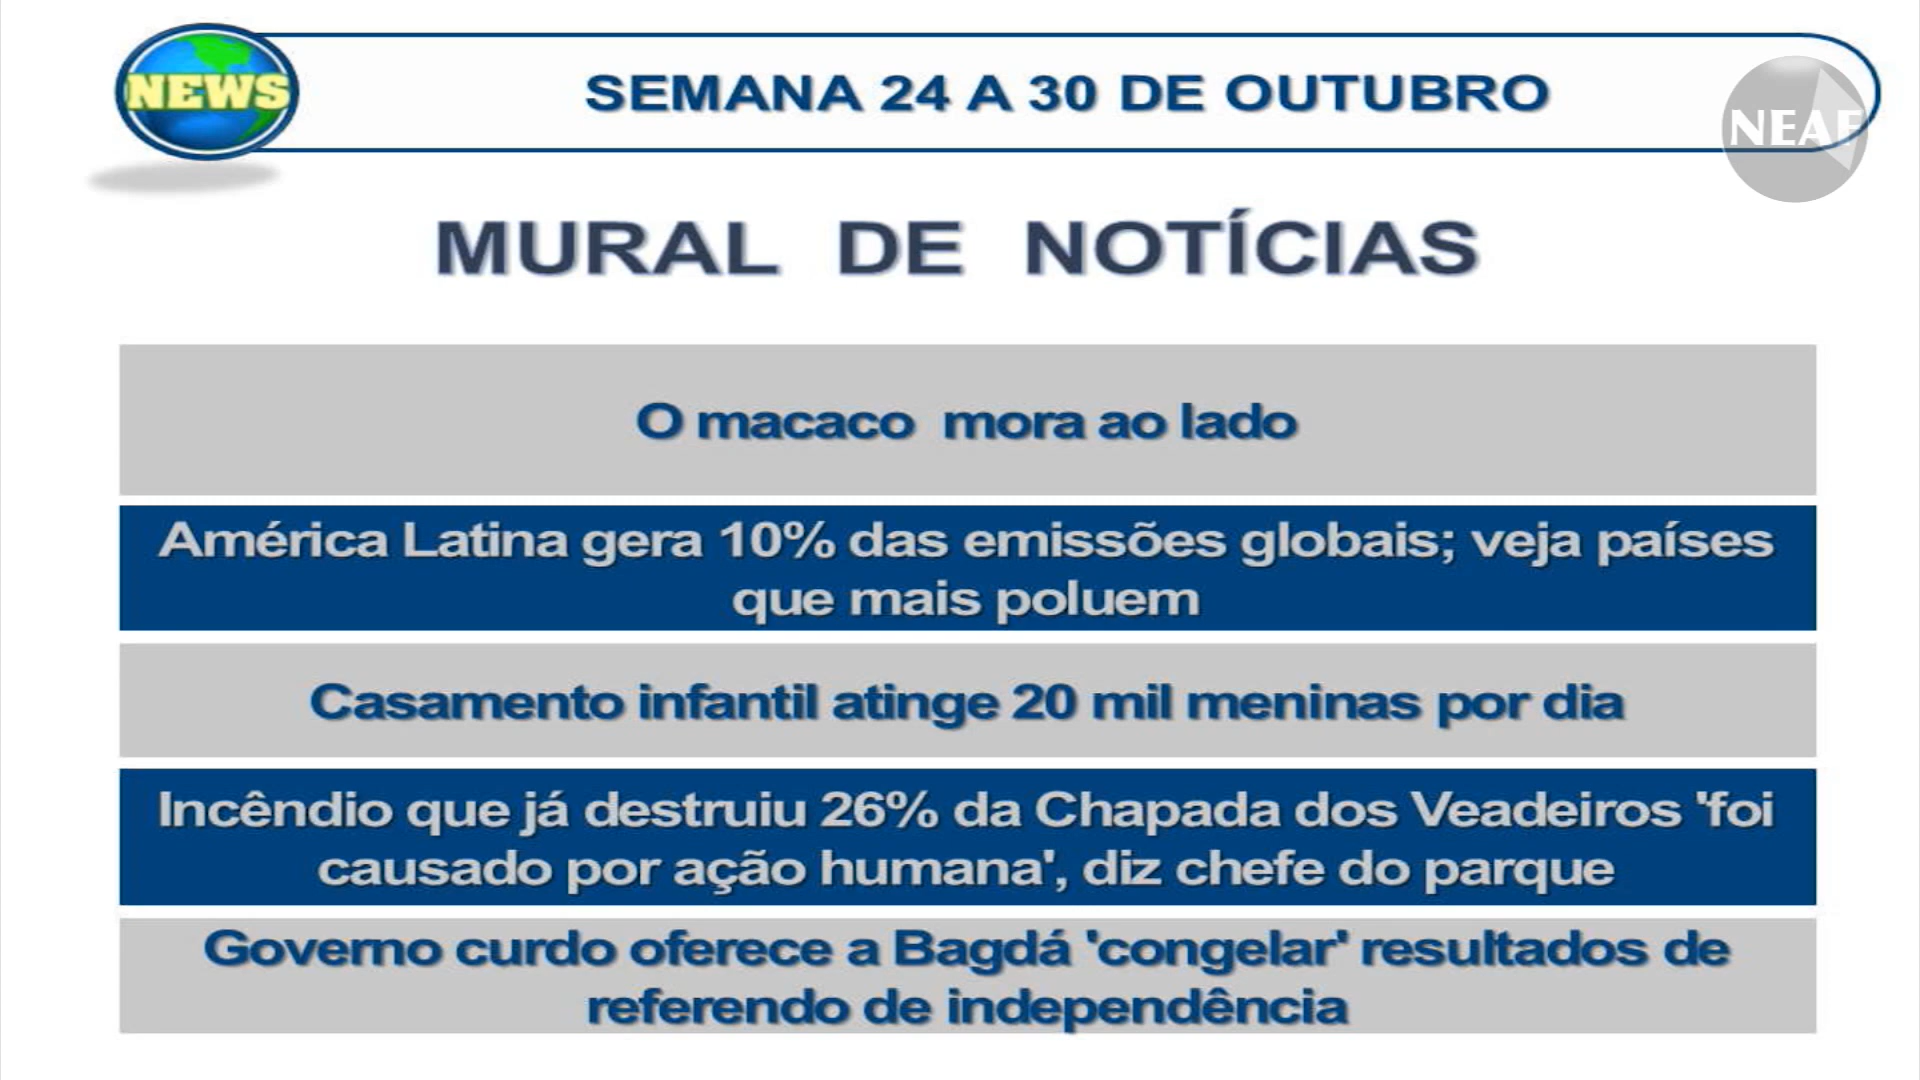 NEWS
SEMANA 24 A 30 DE OUTUBRO
NEAF
MURAL DE NOTÍCIAS
O macaco mora ao lado
América Latina gera 10% das emissões globais; veja países
que mais poluem
Casamento infantil atinge 20 mil meninas por dia
Incêndio que já destruiu 26% da Chapada dos Veadeiros 'foi
causado por ação humana', diz chefe do parque
Governo curdo oferece a Bagdá 'congelar' resultados de
referendo de independência